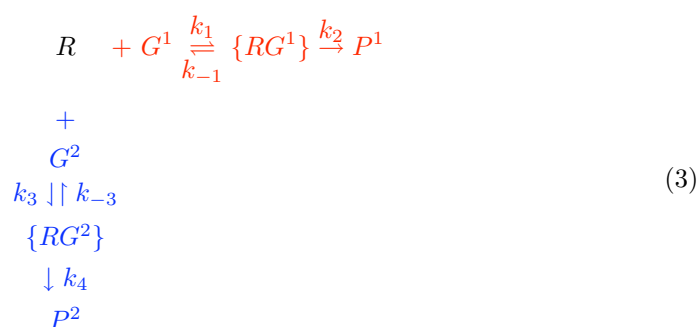 k₁
R + G¹ ⇌ {RG¹} → P¹
k₂
k₋₁
+
G²
(3)
k₃ ⇃↾ k₋₃
{RG²}
↓ k₄
P²